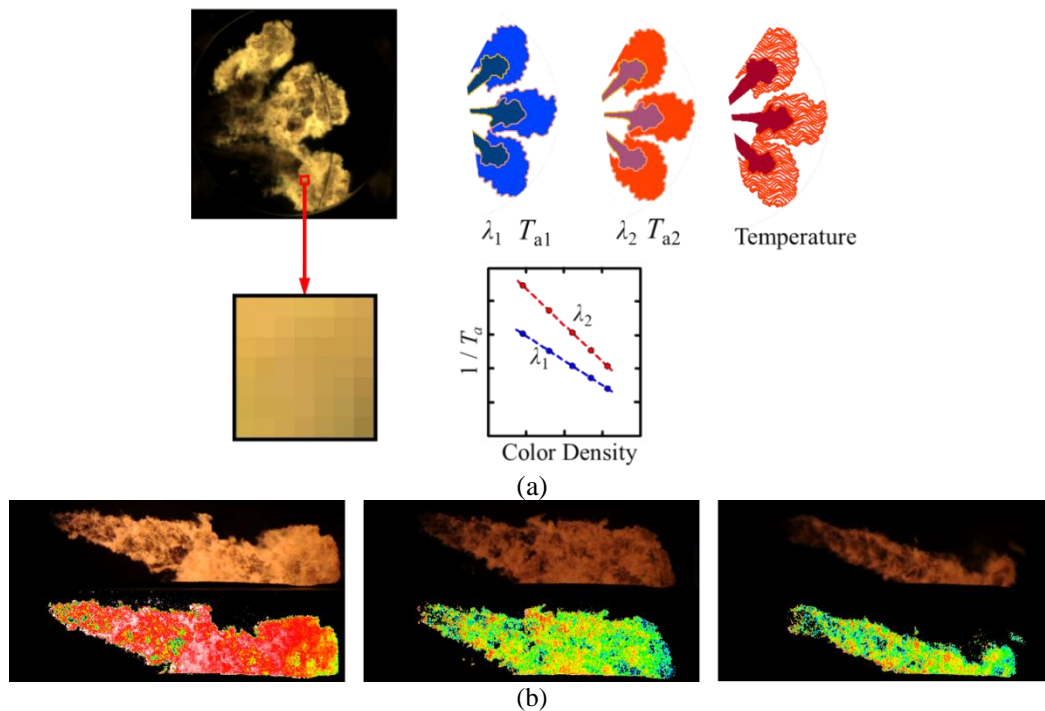 λ1 Ta1
λ2 Ta2
Temperature
1 / Ta
λ2
λ1
Color Density
(a)
(b)